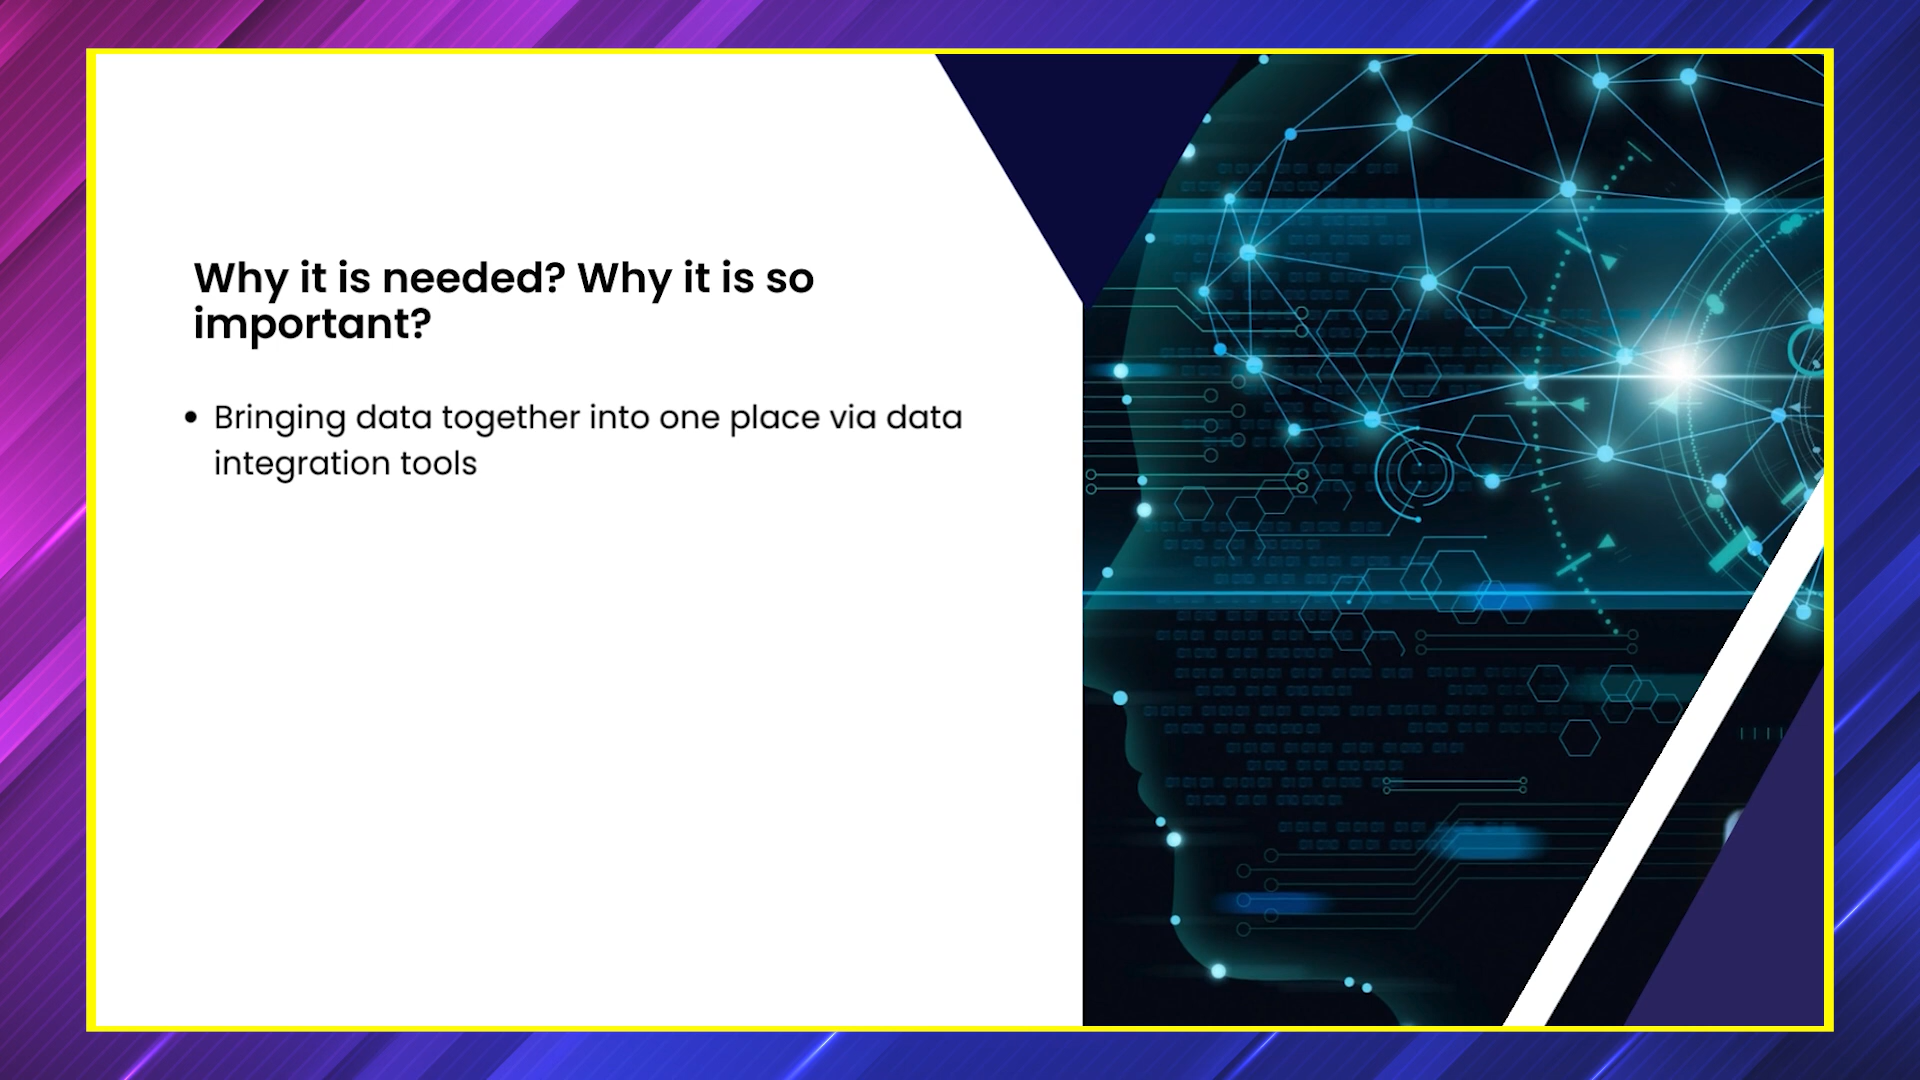 Why it is needed? Why it is so
important?
• Bringing data together into one place via data
integration tools